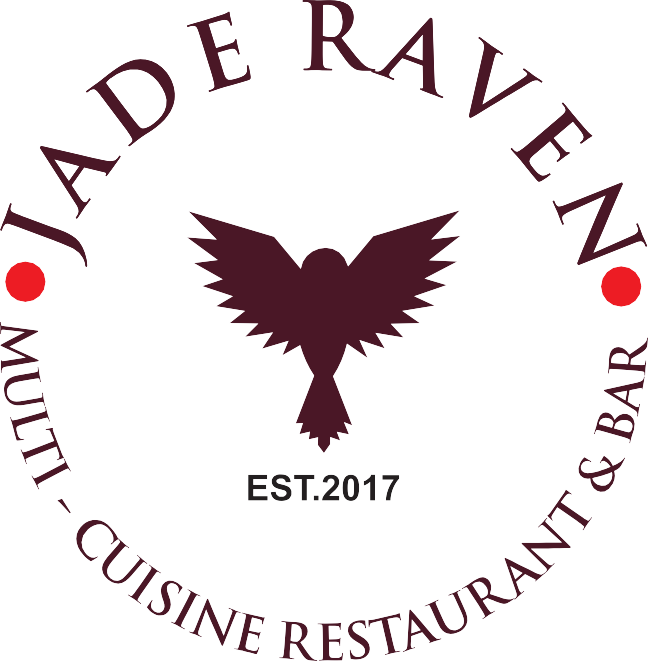 JADE RAVEN
EST.2017
MULTI - CUISINE RESTAURANT & BAR